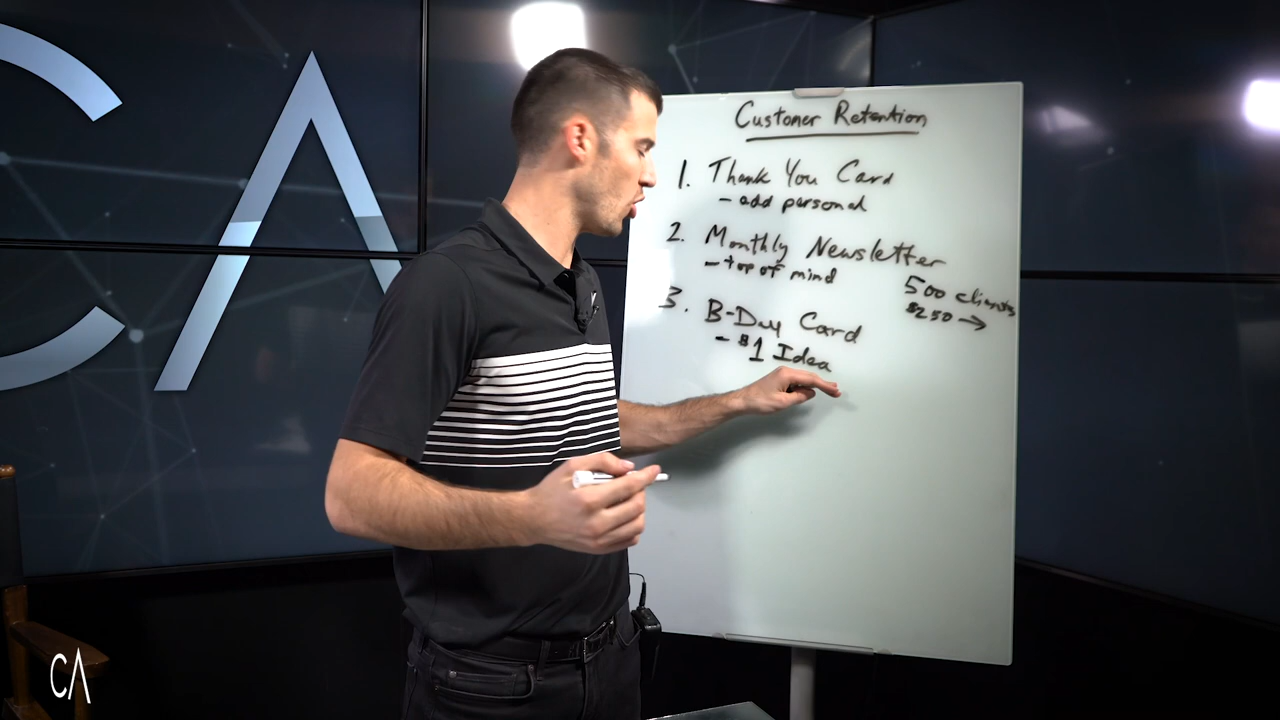 CA
Customer Retention
1. Thank You Card
- add personal
2. Monthly Newsletter
- top of mind
500 clients
$250 →
3. B-Day Card
- $1 Idea
CA